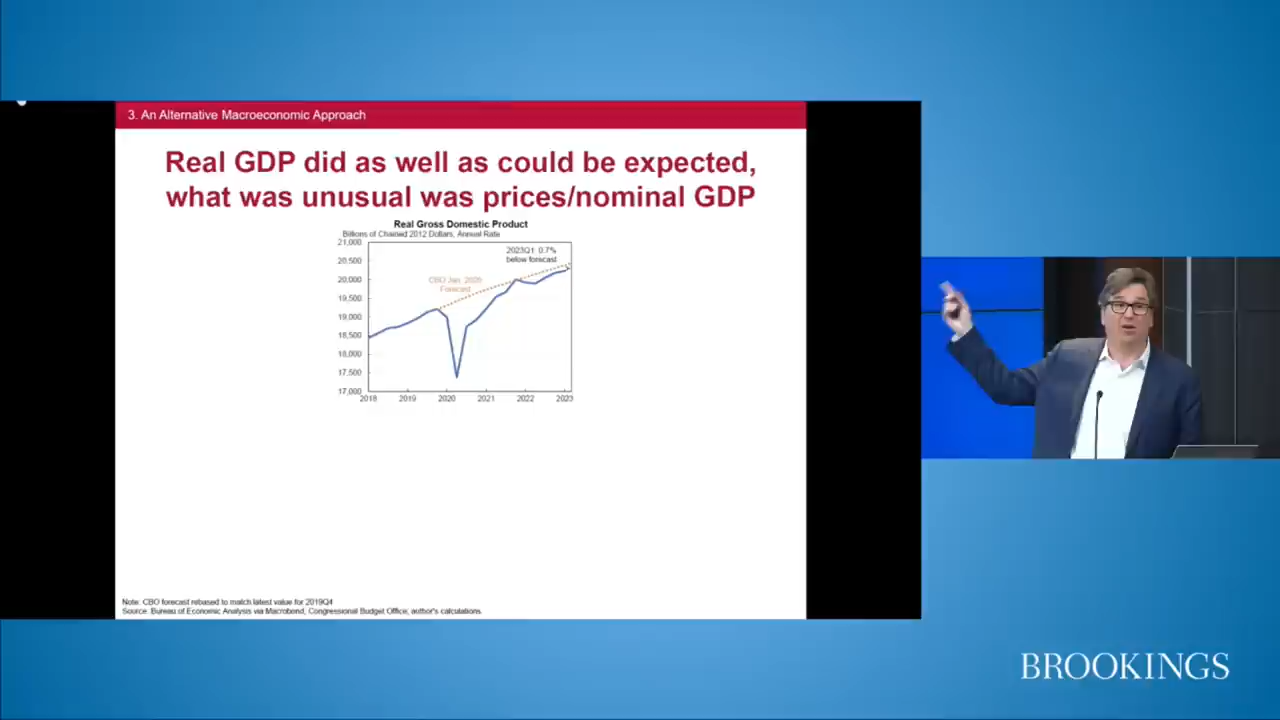 3. An Alternative Macroeconomic Approach
Real GDP did as well as could be expected,
what was unusual was prices/nominal GDP
Real Gross Domestic Product
Billions of Chained 2012 Dollars, Annual Rate
21,000
20,500
20,000
19,500
19,000
18,500
18,000
17,500
17,000
2018 2019 2020 2021 2022 2023
2023Q1: 0.7%
below forecast
CBO Jan. 2020
Forecast
Note: CBO forecast rebased to match latest value for 2019Q4
Source: Bureau of Economic Analysis via Macrobond; Congressional Budget Office; author's calculations.
BROOKINGS